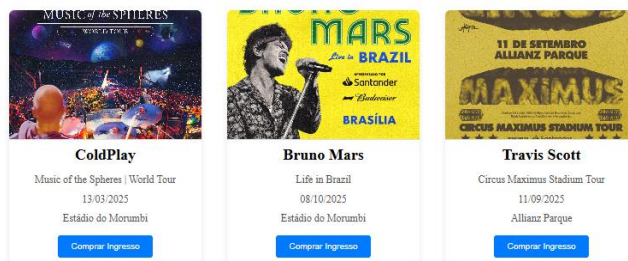 MUSIC of the SPHERES
WORLD TOUR
ColdPlay
Music of the Spheres | World Tour
13/03/2025
Estádio do Morumbi
Comprar Ingresso
BRUNO
MARS
Live in BRAZIL
Santander
Budweiser
BRASÍLIA
Bruno Mars
Life in Brazil
08/10/2025
Estádio do Morumbi
Comprar Ingresso
11 DE SETEMBRO
ALLIANZ PARQUE
MAXIMUS
CIRCUS MAXIMUS STADIUM TOUR
Santander
Travis Scott
Circus Maximus Stadium Tour
11/09/2025
Allianz Parque
Comprar Ingresso